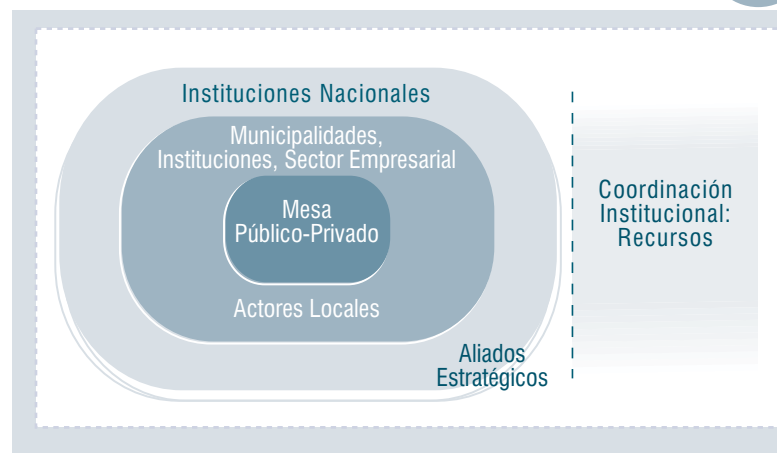 Instituciones Nacionales
Municipalidades,
Instituciones, Sector Empresarial
Mesa
Público-Privado
Actores Locales
Aliados
Estratégicos
Coordinación
Institucional:
Recursos